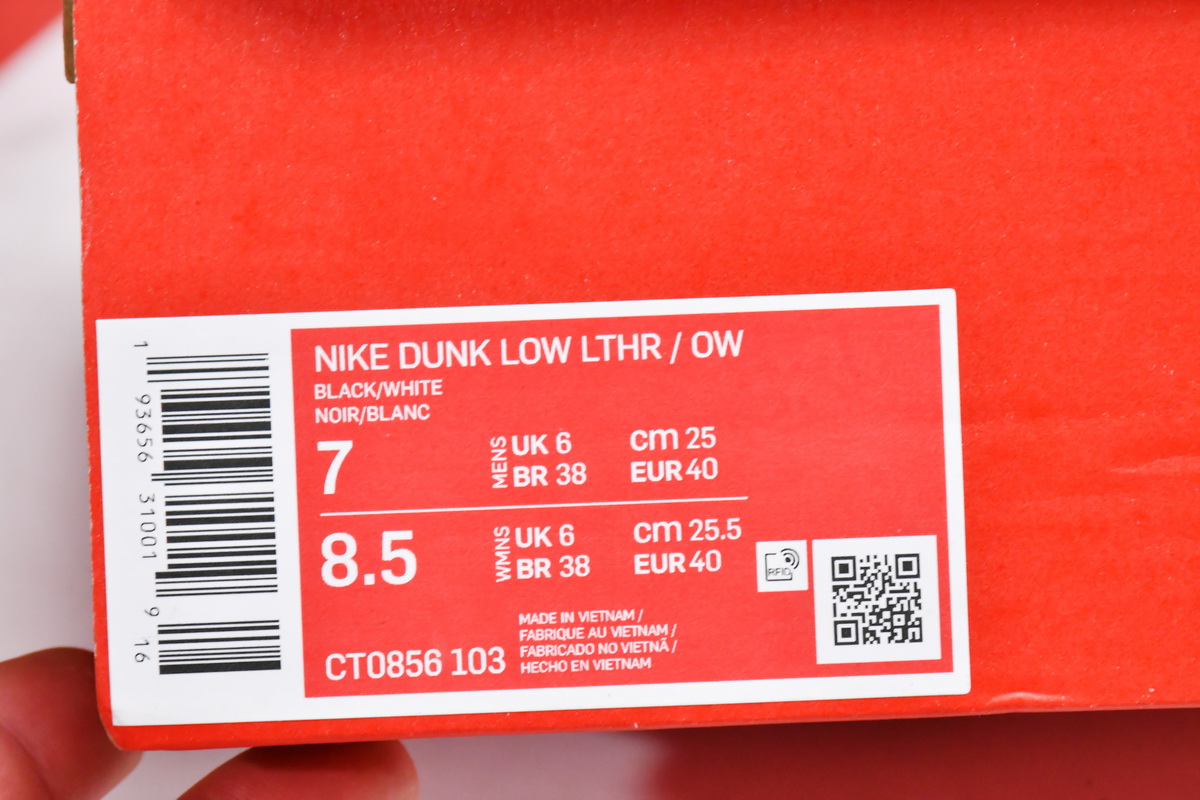 NIKE DUNK LOW LTHR / OW
BLACK/WHITE
NOIR/BLANC
7
MENS
UK 6
cm 25
BR 38
EUR 40
8.5
WMNS
UK 6
cm 25.5
BR 38
EUR 40
CT0856 103
MADE IN VIETNAM /
FABRIQUE AU VIETNAM /
FABRICADO NO VIETNÃ /
HECHO EN VIETNAM
RFID
1 93656 31001 9 16